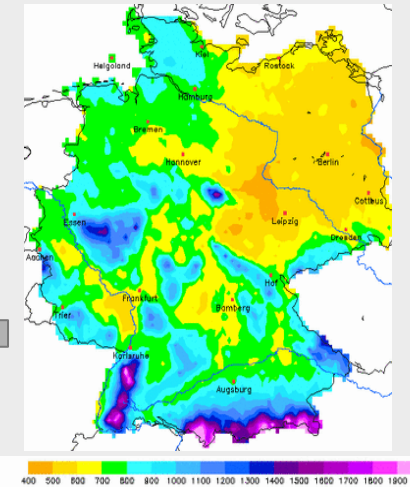 Kiel
Helgoland
Rostock
Hamburg
Bremen
Hannover
Berlin
Cottbus
Essen
Leipzig
Dresden
Aachen
Hof
Frankfurt
Bamberg
Trier
Karlsruhe
Augsburg
400 500 600 700 800 900 1000 1100 1200 1300 1400 1500 1600 1700 1800 1900